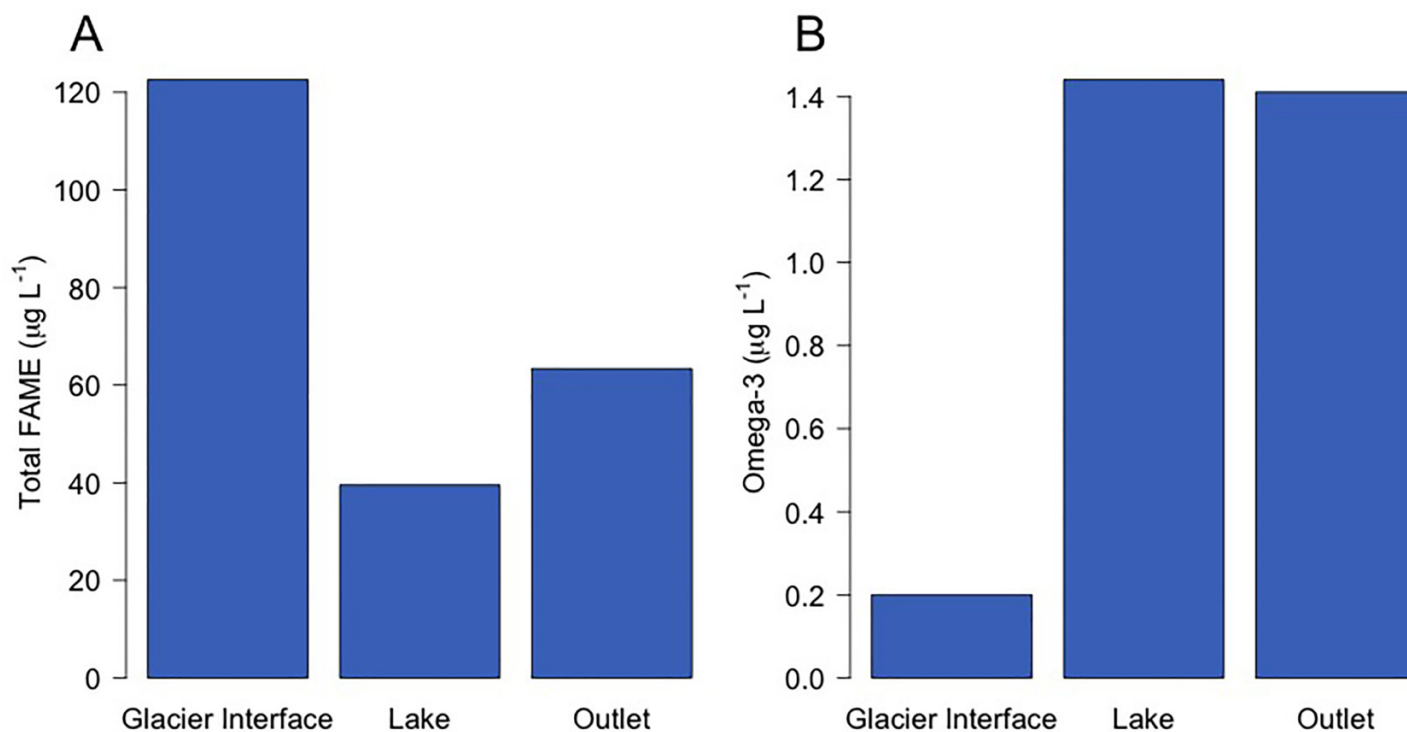 A
Total FAME (µg L⁻¹)
120
100
80
60
40
20
0
Glacier Interface
Lake
Outlet
B
Omega-3 (µg L⁻¹)
1.4
1.2
1.0
0.8
0.6
0.4
0.2
0.0
Glacier Interface
Lake
Outlet